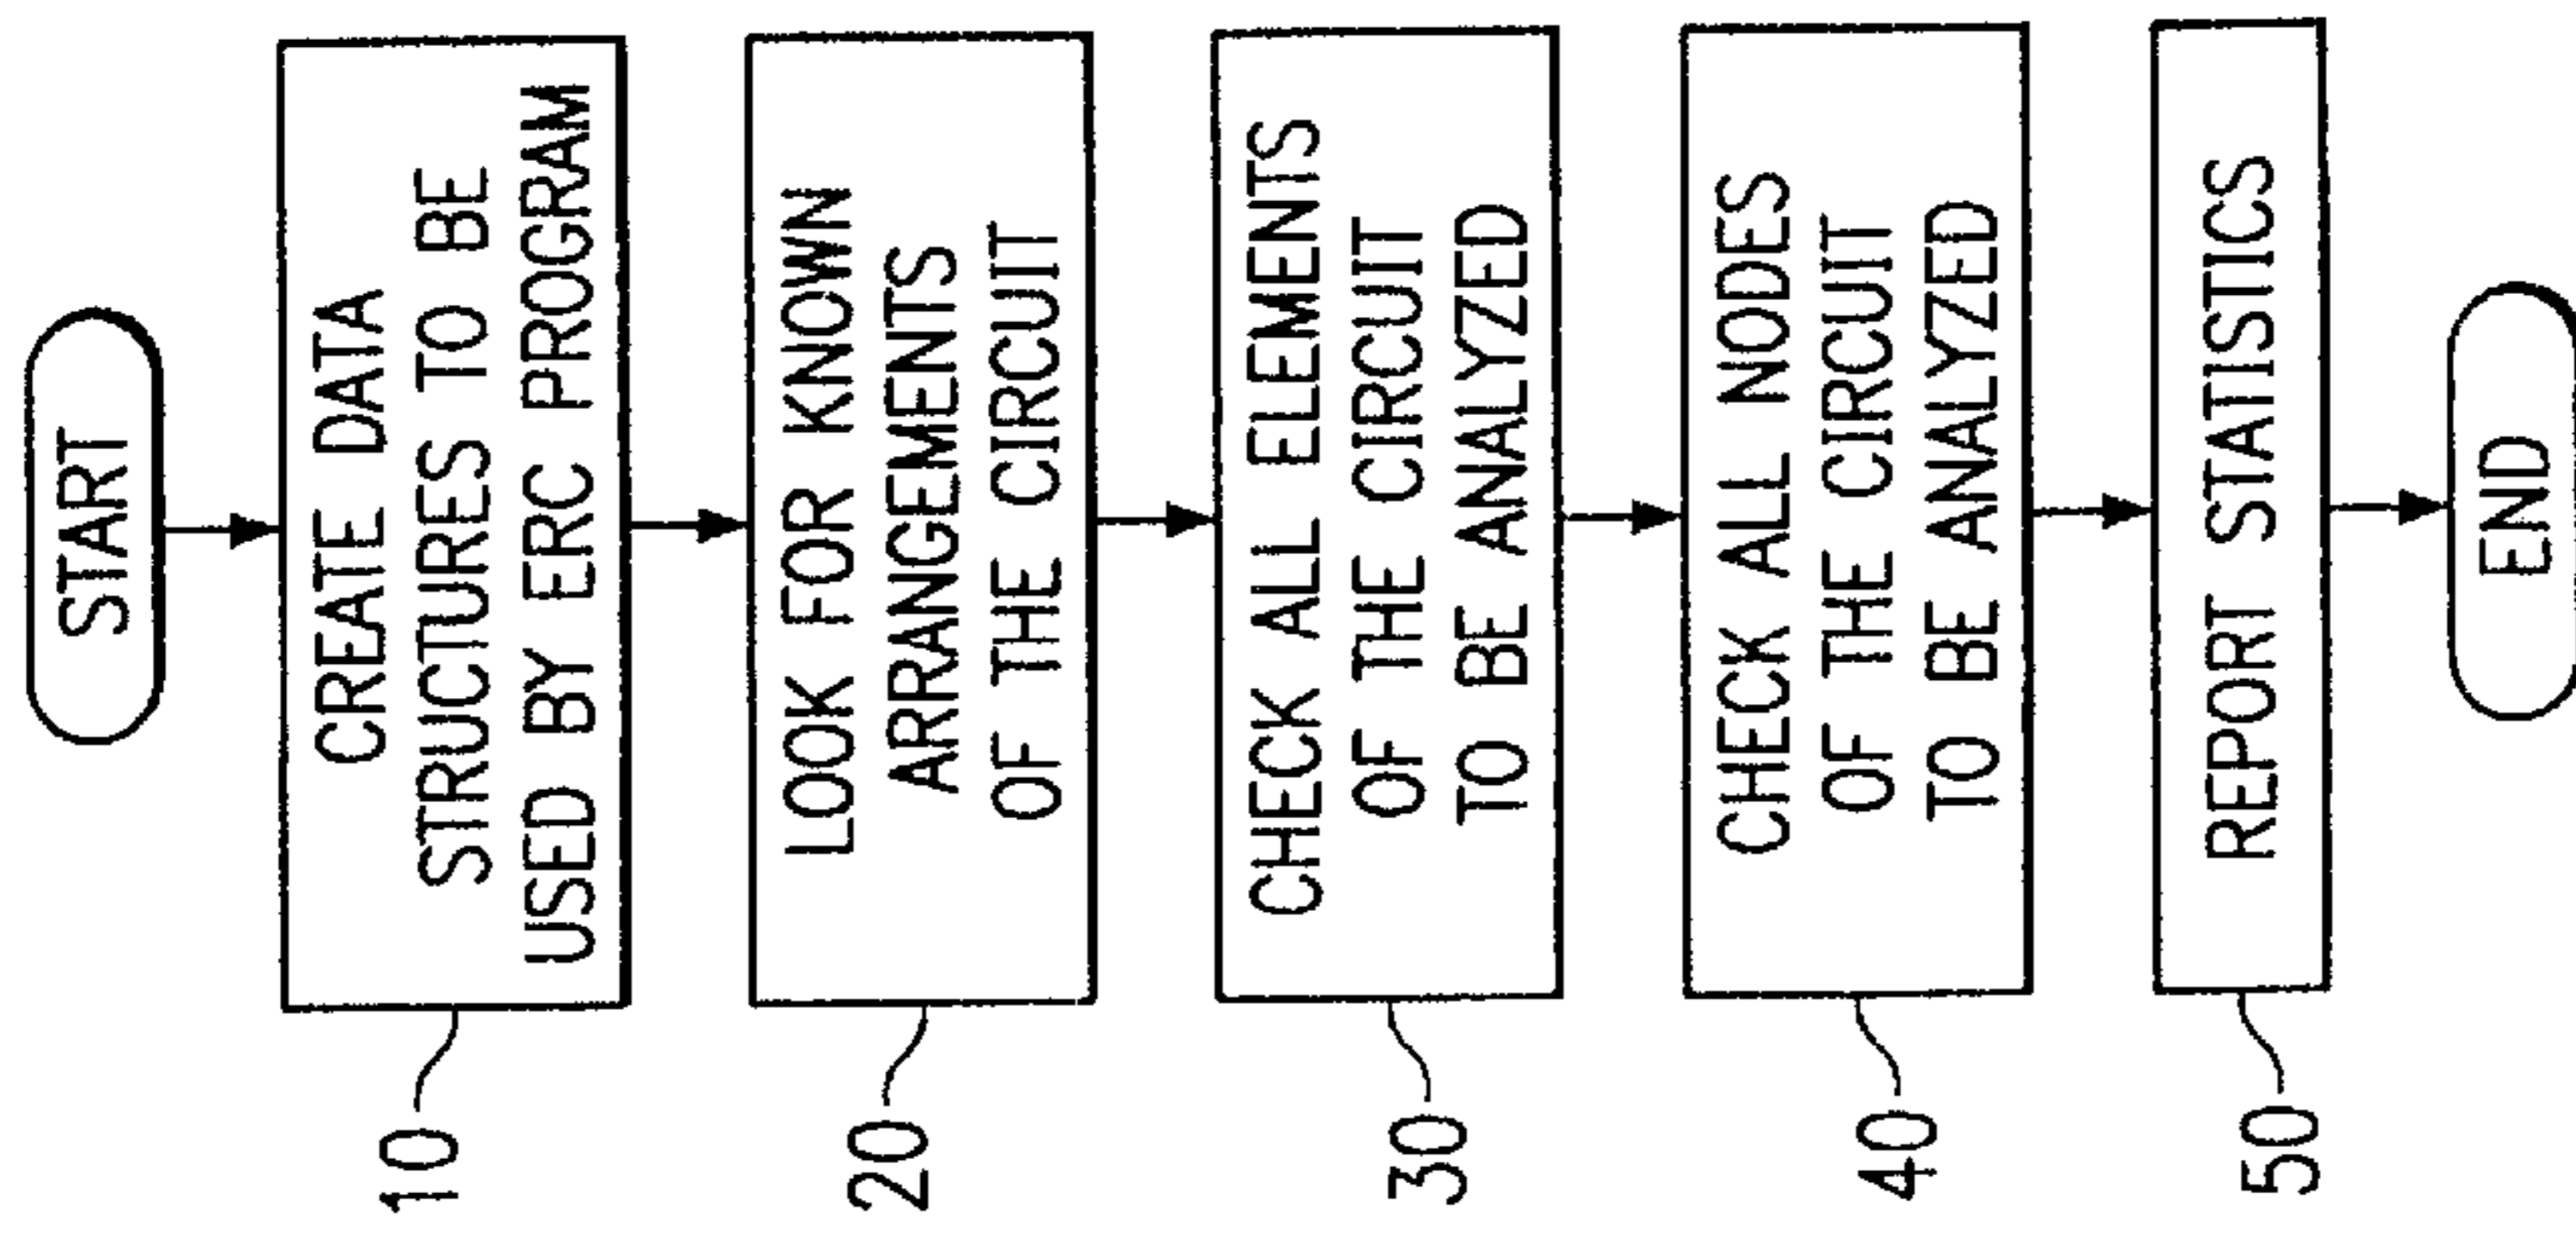 START
CREATE DATA
STRUCTURES TO BE
USED BY ERC PROGRAM
10
LOOK FOR KNOWN
ARRANGEMENTS
OF THE CIRCUIT
20
CHECK ALL ELEMENTS
OF THE CIRCUIT
TO BE ANALYZED
30
CHECK ALL NODES
OF THE CIRCUIT
TO BE ANALYZED
40
REPORT STATISTICS
50
END